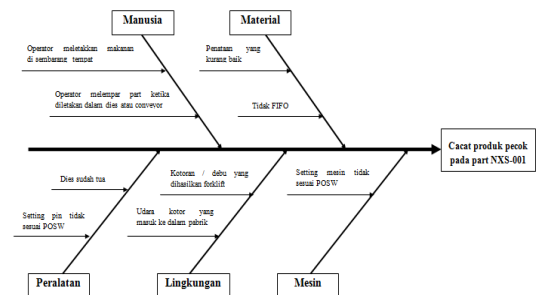 Manusia
Material
Operator meletakkan makanan
di sembarang tempat
Penataan yang
kurang baik
Operator melempar part ketika
diletakan dalam dies atau conveyor
Tidak FIFO
Cacat produk pecok
pada part NXS-001
Dies sudah tua
Kotoran / debu yang
dihasilkan forklift
Setting mesin tidak
sesuai POSW
Setting pin tidak
sesuai POSW
Udara kotor yang
masuk ke dalam pabrik
Peralatan
Lingkungan
Mesin